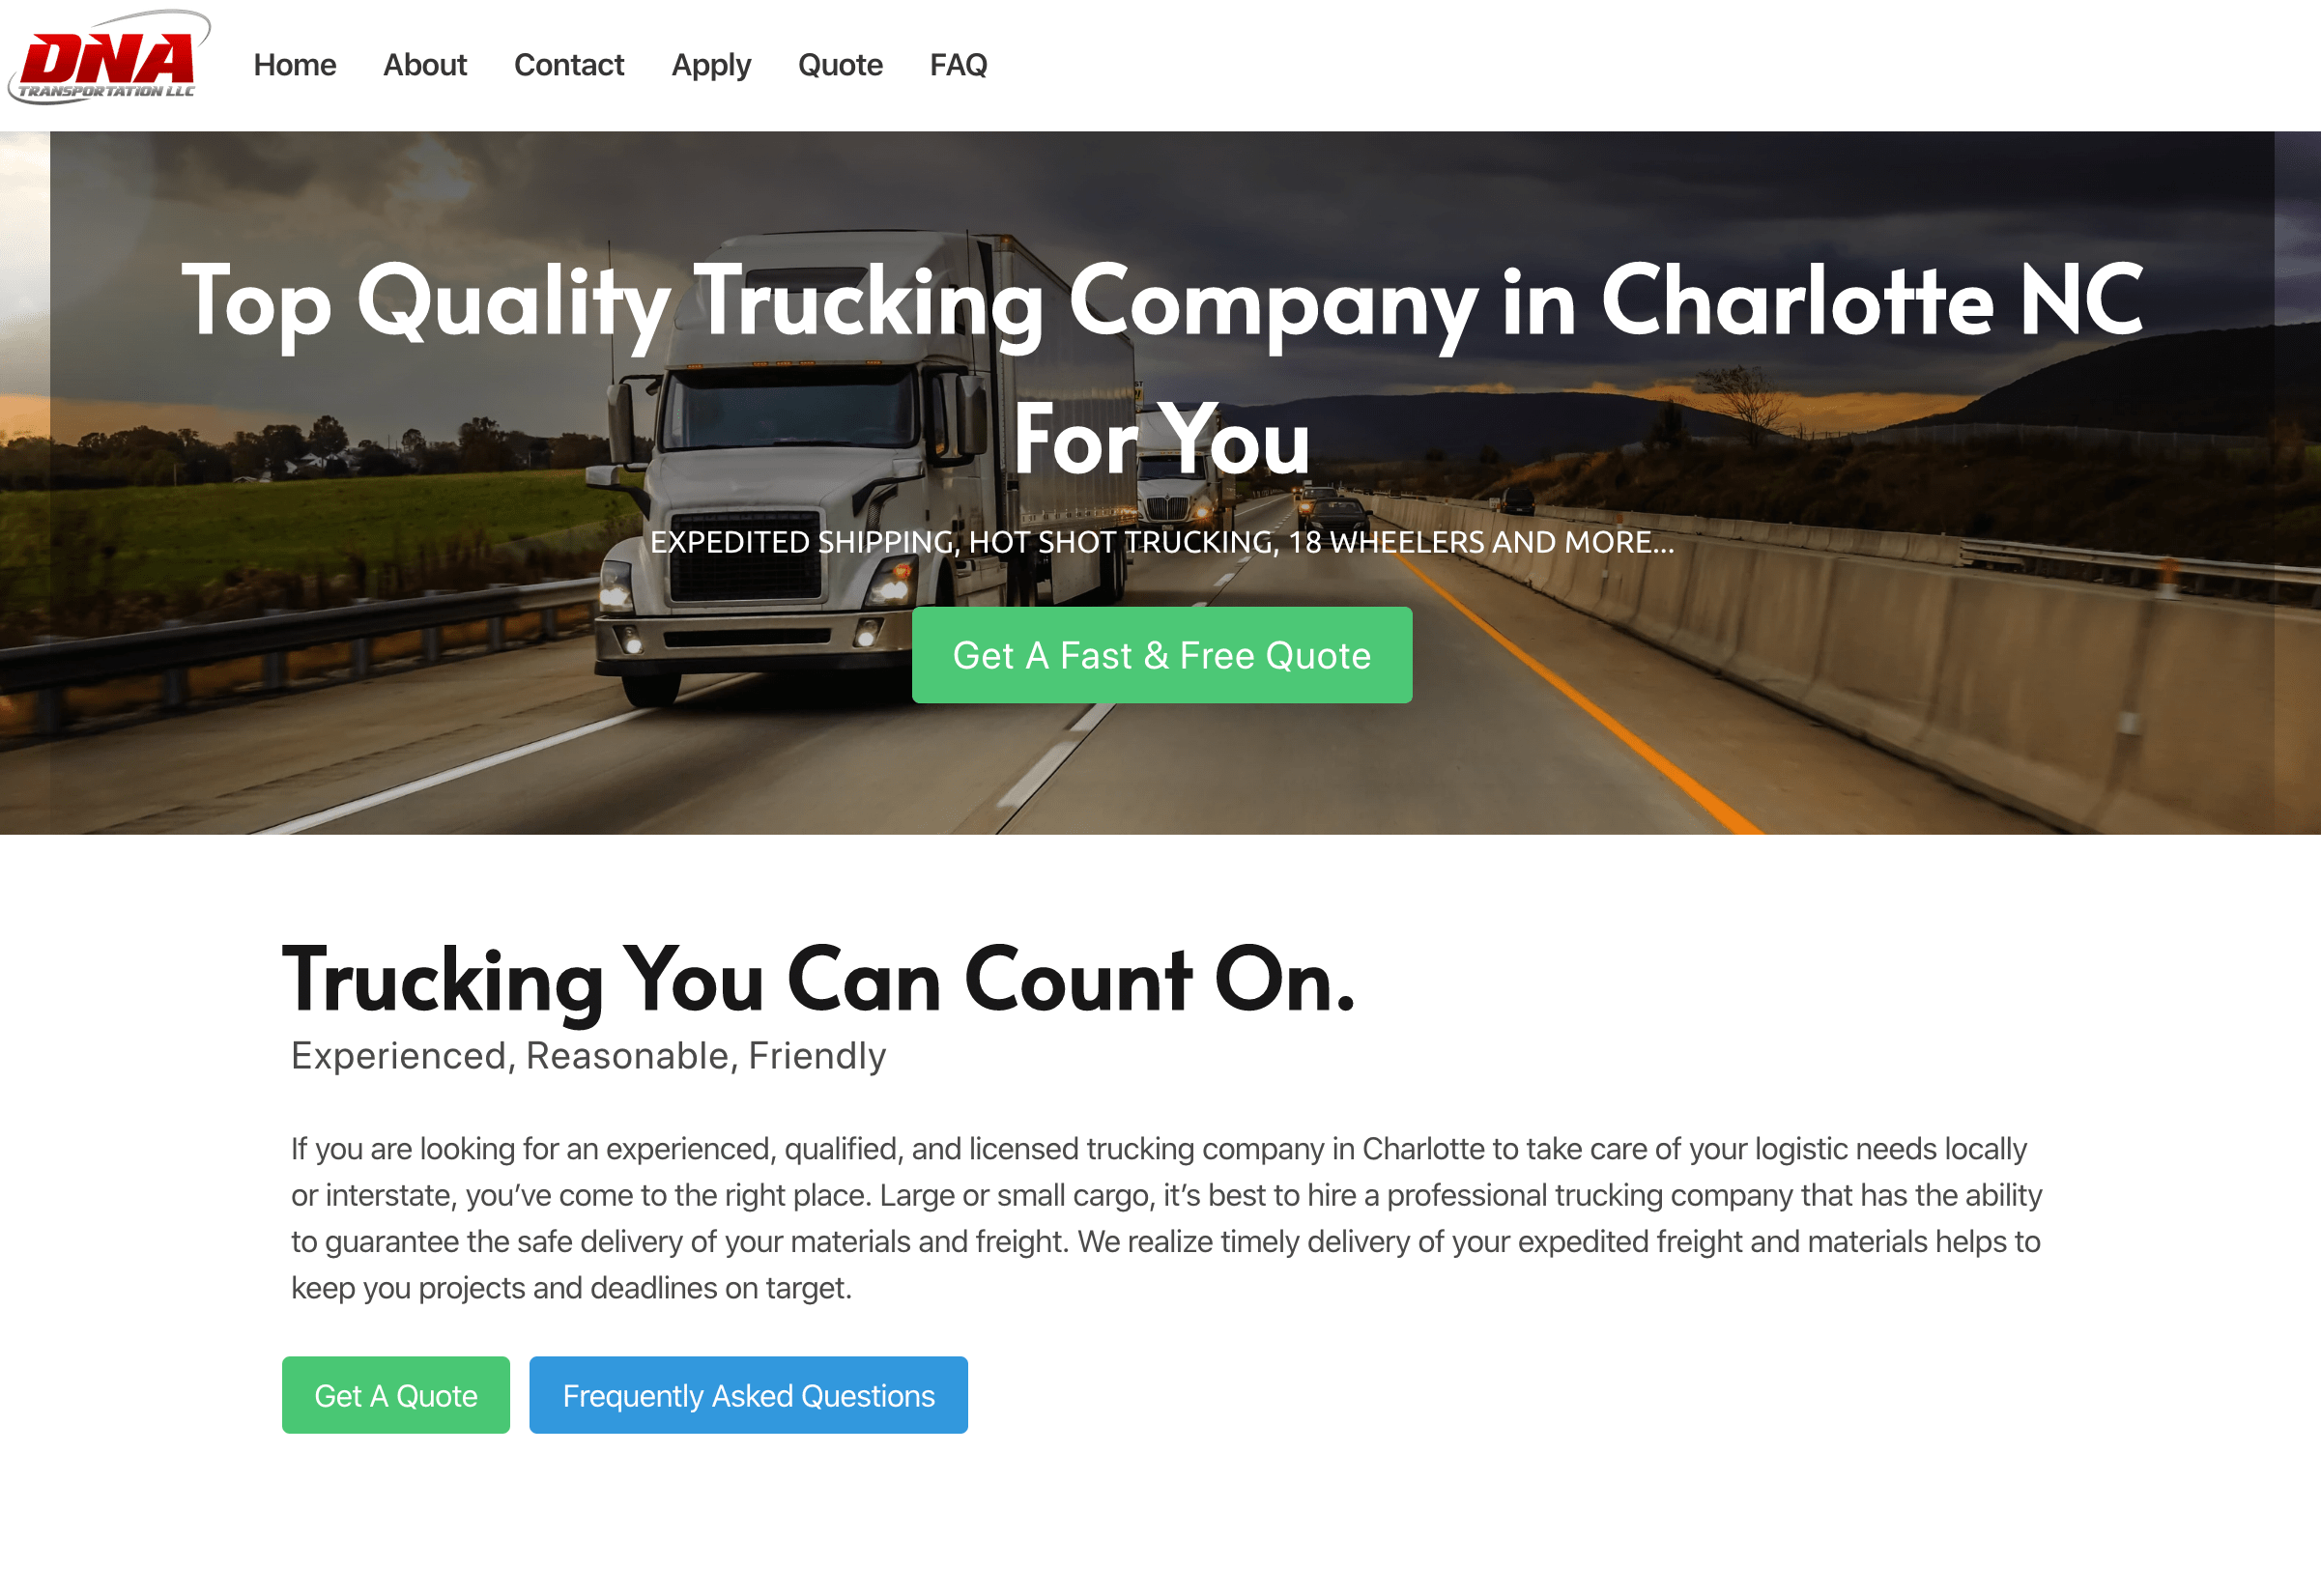 DNA
TRANSPORTATION LLC
Home About Contact Apply Quote FAQ
Top Quality Trucking Company in Charlotte NC
For You
EXPEDITED SHIPPING, HOT SHOT TRUCKING, 18 WHEELERS AND MORE...
Get A Fast & Free Quote
Trucking You Can Count On.
Experienced, Reasonable, Friendly
If you are looking for an experienced, qualified, and licensed trucking company in Charlotte to take care of your logistic needs locally
or interstate, you’ve come to the right place. Large or small cargo, it’s best to hire a professional trucking company that has the ability
to guarantee the safe delivery of your materials and freight. We realize timely delivery of your expedited freight and materials helps to
keep you projects and deadlines on target.
Get A Quote Frequently Asked Questions